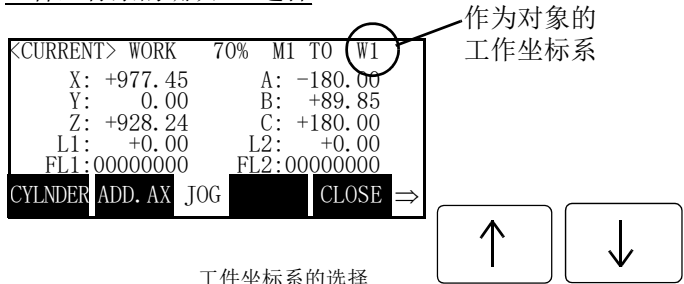 作为对象的
工作坐标系
<CURRENT> WORK 70% M1 T0 W1
X: +977.45 A: -180.00
Y: 0.00 B: +89.85
Z: +928.24 C: +180.00
L1: +0.00 L2: +0.00
FL1:00000000 FL2:00000000
CYLNDER ADD.AX JOG CLOSE ⇒
↑ ↓
工件坐标系的选择